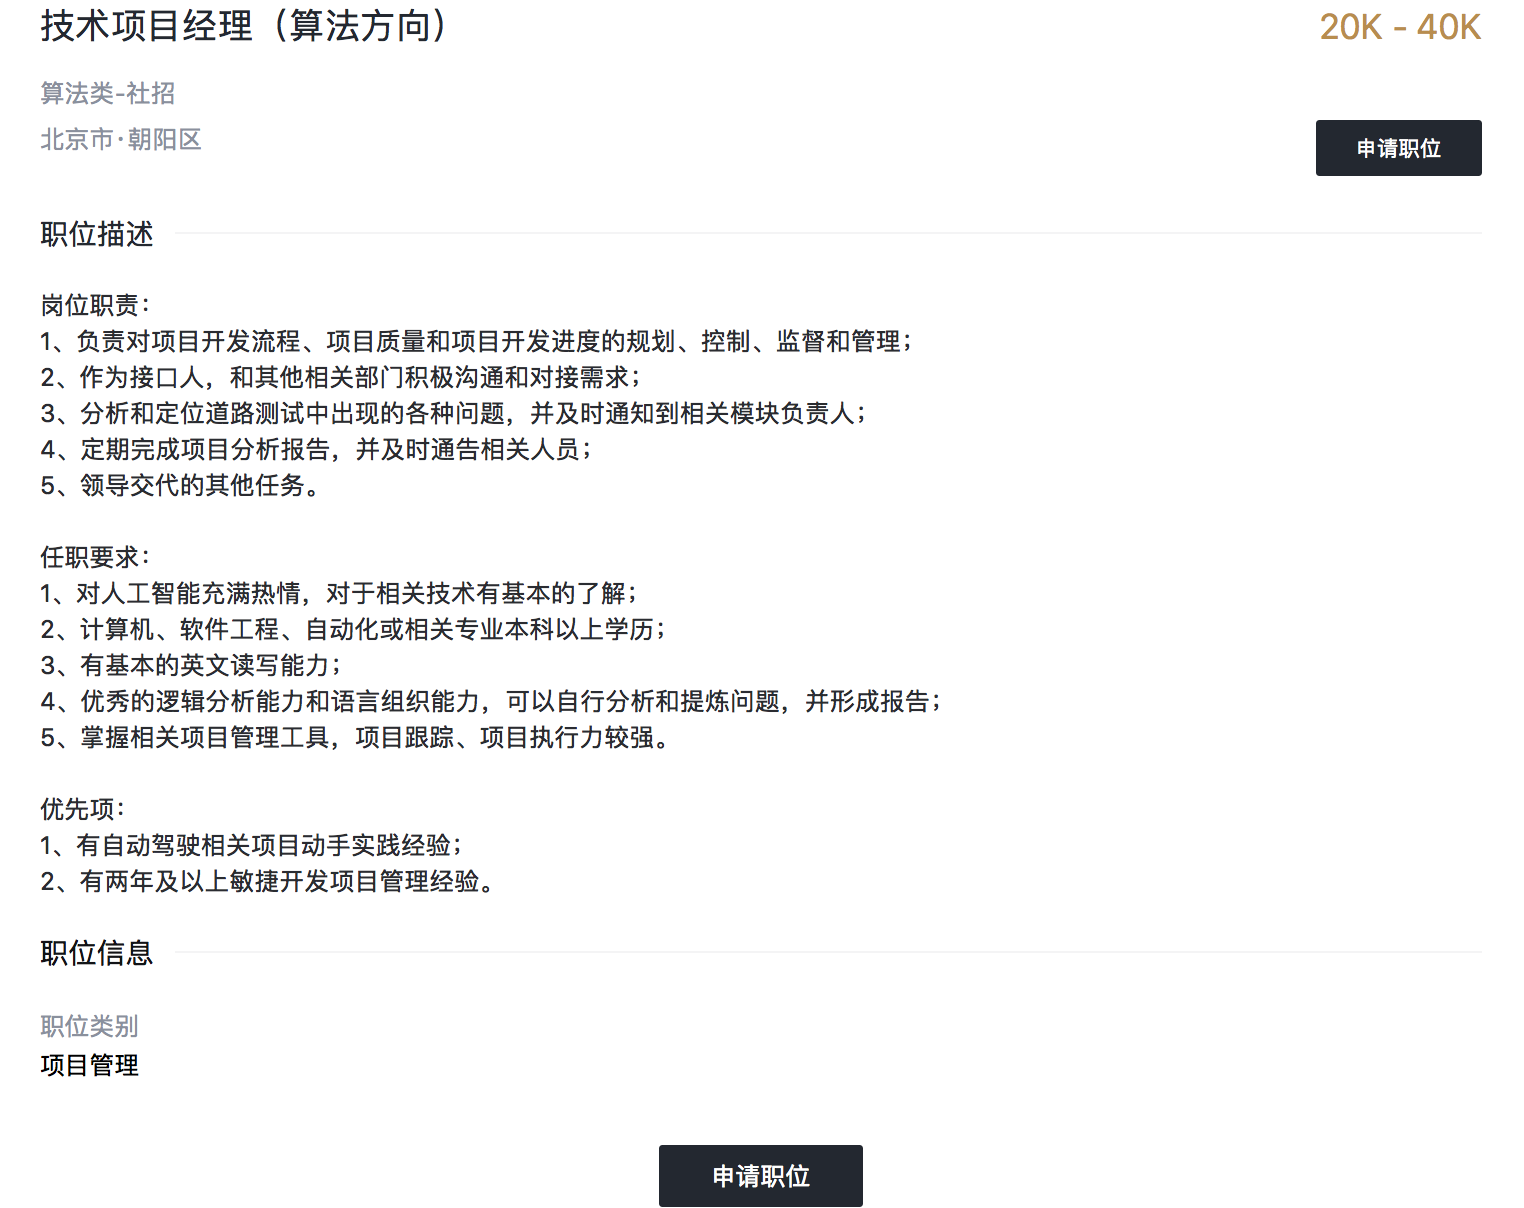 技术项目经理（算法方向）
20K - 40K
算法类-社招
北京市·朝阳区
申请职位
职位描述
岗位职责：
1、负责对项目开发流程、项目质量和项目开发进度的规划、控制、监督和管理；
2、作为接口人，和其他相关部门积极沟通和对接需求；
3、分析和定位道路测试中出现的各种问题，并及时通知到相关模块负责人；
4、定期完成项目分析报告，并及时通告相关人员；
5、领导交代的其他任务。
任职要求：
1、对人工智能充满热情，对于相关技术有基本的了解；
2、计算机、软件工程、自动化或相关专业本科以上学历；
3、有基本的英文读写能力；
4、优秀的逻辑分析能力和语言组织能力，可以自行分析和提炼问题，并形成报告；
5、掌握相关项目管理工具，项目跟踪、项目执行力较强。
优先项：
1、有自动驾驶相关项目动手实践经验；
2、有两年及以上敏捷开发项目管理经验。
职位信息
职位类别
项目管理
申请职位